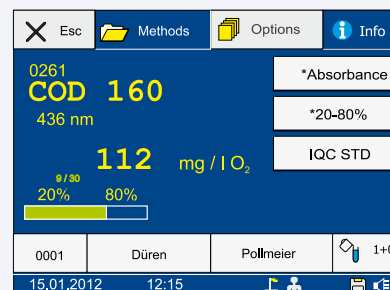 Esc Methods Options Info
0261
*Absorbance
COD 160
436 nm
*20-80%
IQC STD
112 mg / l O₂
9 / 30
20% 80%
0001 Düren Pollmeier 1+0
15.01.2012 12:15